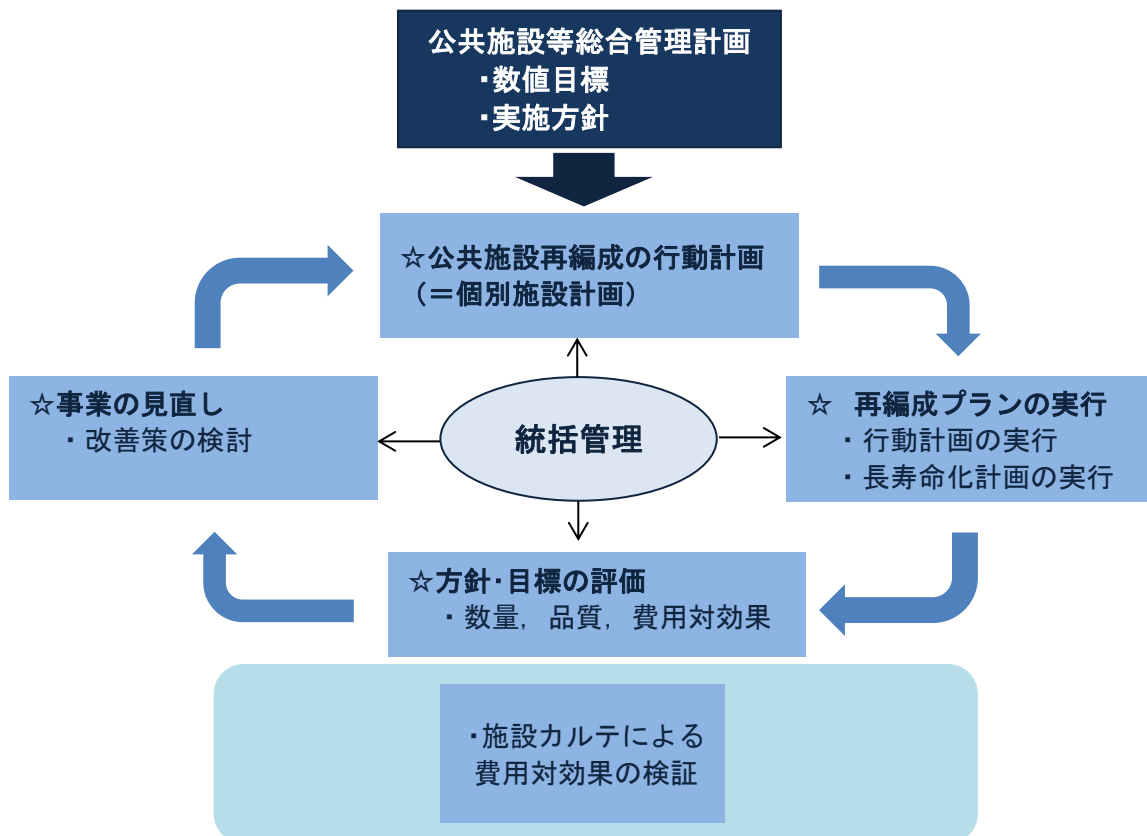 公共施設等総合管理計画
・数値目標
・実施方針
☆公共施設再編成の行動計画
（＝個別施設計画）
☆事業の見直し
・改善策の検討
統括管理
☆ 再編成プランの実行
・行動計画の実行
・長寿命化計画の実行
☆方針・目標の評価
・数量，品質，費用対効果
・施設カルテによる
費用対効果の検証